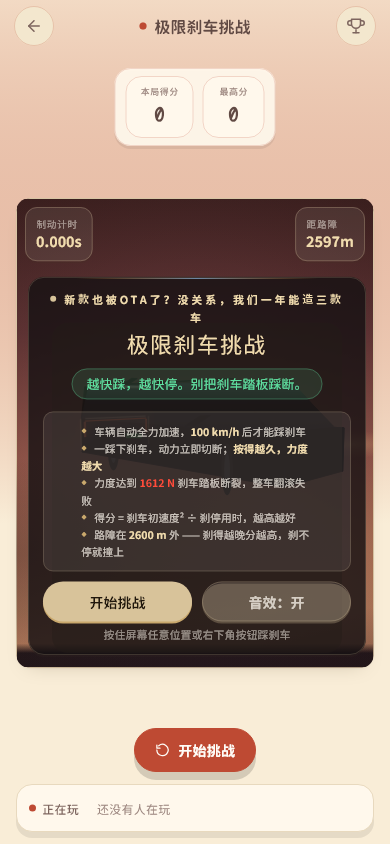 极限刹车挑战
本局得分
0
最高分
0
制动计时
0.000s
距路障
2597m
新款也被OTA了？没关系，我们一年能造三款
车
极限刹车挑战
越快踩，越快停。别把刹车踏板踩断。
车辆自动全力加速，100 km/h 后才能踩刹车
一踩下刹车，动力立即切断；按得越久，力度
越大
力度达到 1612 N 刹车踏板断裂，整车翻滚失
败
得分 = 刹车初速度² ÷ 刹停用时，越高越好
路障在 2600 m 外 —— 刹得越晚分越高，刹不
停就撞上
开始挑战
音效：开
按住屏幕任意位置或右下角按钮踩刹车
开始挑战
正在玩
还没有人在玩